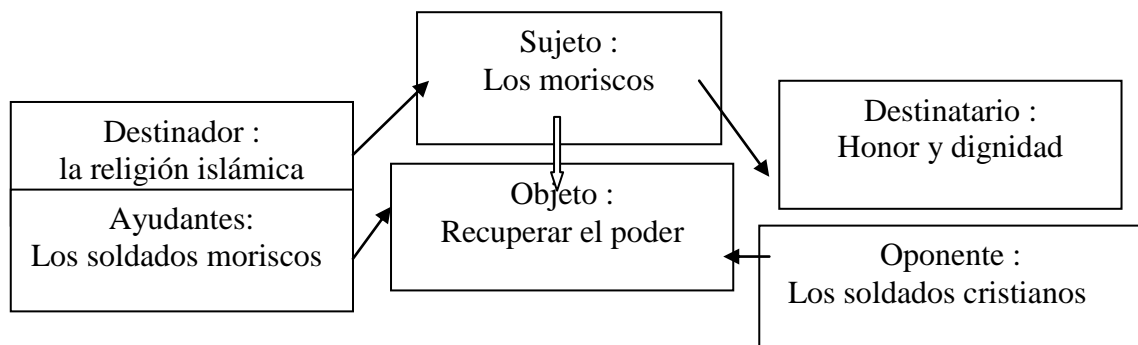 Sujeto :
Los moriscos
Destinador :
la religión islámica
Destinatario :
Honor y dignidad
Ayudantes:
Los soldados moriscos
Objeto :
Recuperar el poder
Oponente :
Los soldados cristianos